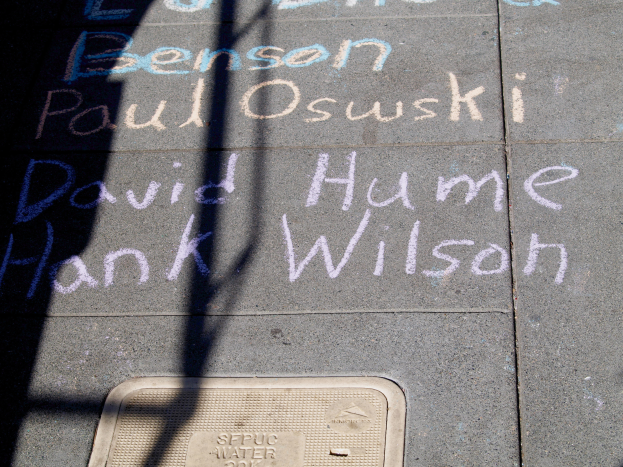 Benson
Paul Oswski
David Hume
Hank Wilson
SFPUC
WATER